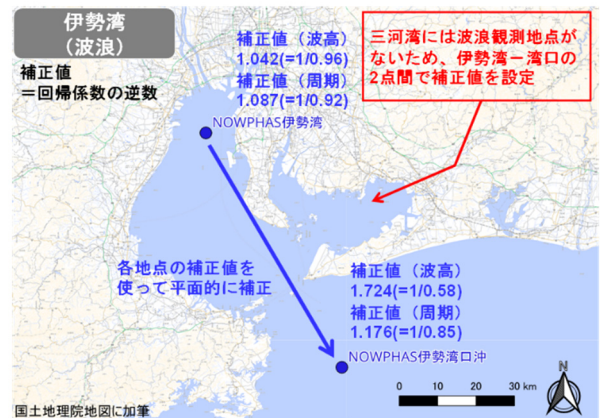 伊勢湾
（波浪）
補正値
＝回帰係数の逆数
補正値（波高）
1.042(=1/0.96)
補正値（周期）
1.087(=1/0.92)
NOWPHAS伊勢湾
三河湾には波浪観測地点が
ないため、伊勢湾－湾口の
2点間で補正値を設定
各地点の補正値を
使って平面的に補正
補正値（波高）
1.724(=1/0.58)
補正値（周期）
1.176(=1/0.85)
NOWPHAS伊勢湾口沖
N
0 10 20 30 km
国土地理院地図に加筆